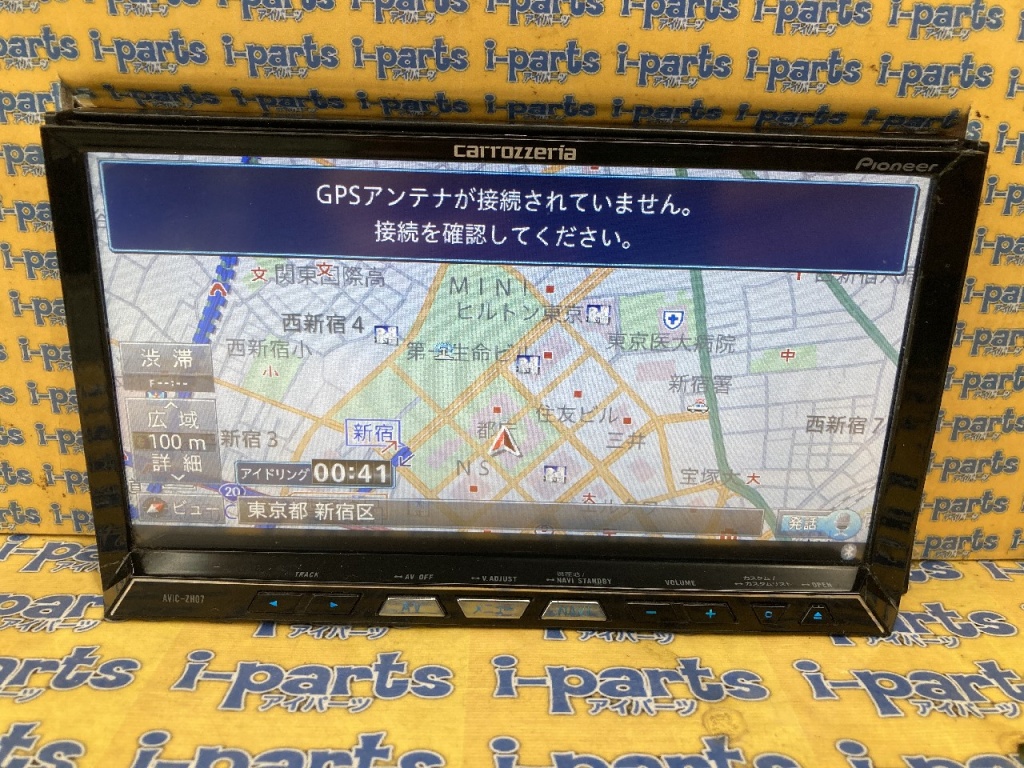 carrozzeria
Pioneer
GPSアンテナが接続されていません。
接続を確認してください。
関東国際高
MINI
ヒルトン東京
西新宿4
西新宿小
小
第一生命ビル
東京医大病院
中
渋滞
F--:--
新宿署
広域
100 m
詳細
新宿3
新宿
都庁
住友ビル
三井
西新宿7
NS
アイドリング 00:41
宝塚大
大
20
ビュー
東京都 新宿区
発話
AVIC-ZH07
TRACK
AV OFF
V.ADJUST
NAVI STANDBY
VOLUME
OPEN
i-parts
アイパーツ